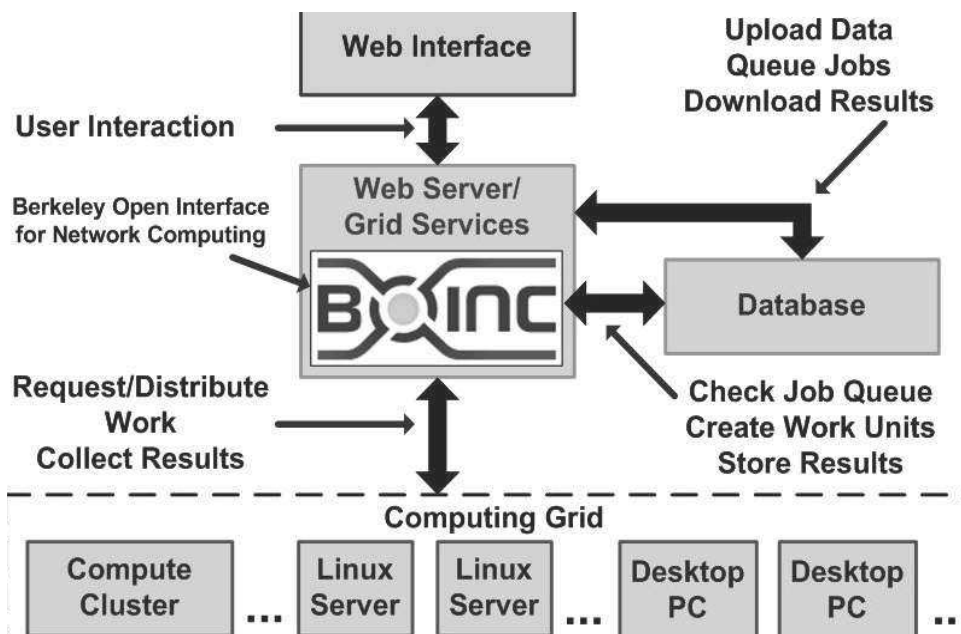 Web Interface
Upload Data
Queue Jobs
Download Results
User Interaction
Web Server/
Grid Services
Berkeley Open Interface
for Network Computing
BOINC
Database
Request/Distribute
Work
Collect Results
Check Job Queue
Create Work Units
Store Results
Computing Grid
Compute
Cluster
...
Linux
Server
Linux
Server
...
Desktop
PC
Desktop
PC
..